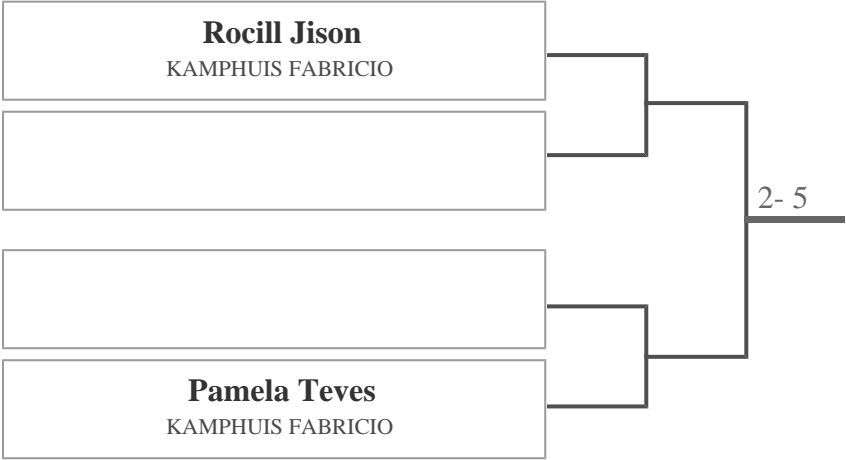 Rocill Jison
KAMPHUIS FABRICIO
2- 5
Pamela Teves
KAMPHUIS FABRICIO